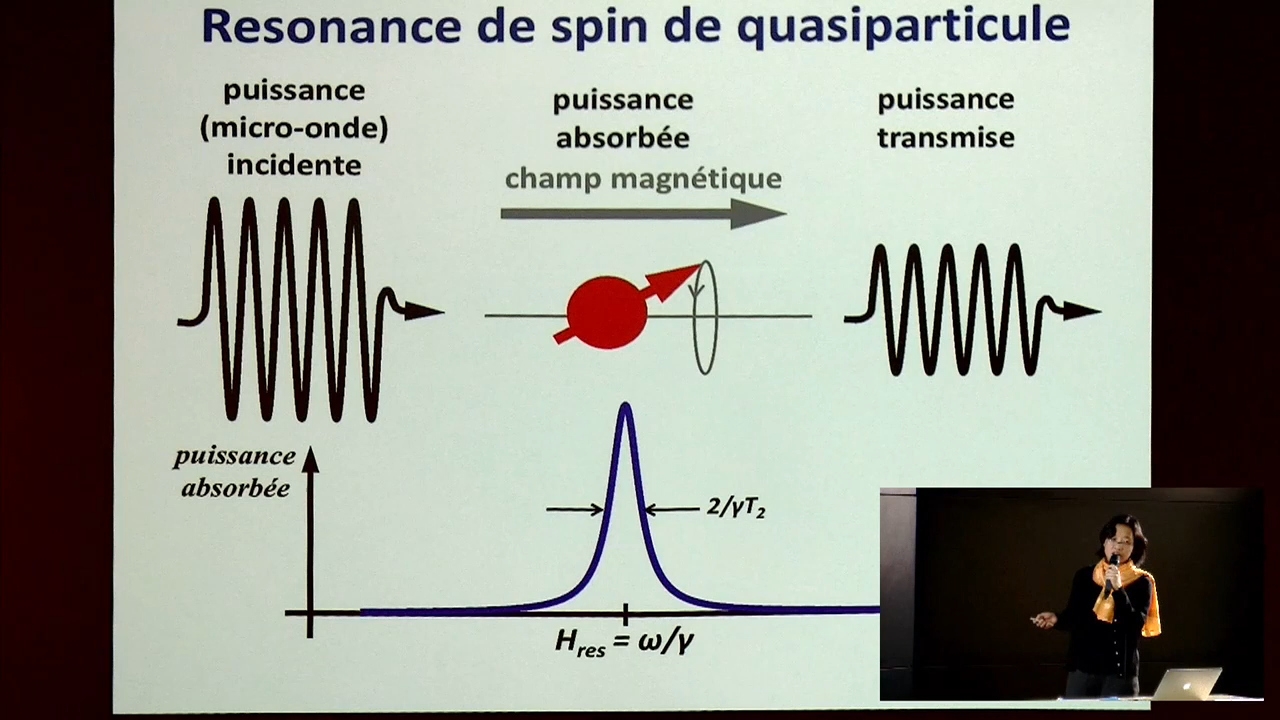 Resonance de spin de quasiparticule
puissance
(micro-onde)
incidente
puissance
absorbée
champ magnétique
puissance
transmise
puissance
absorbée
2/γT₂
Hres = ω/γ